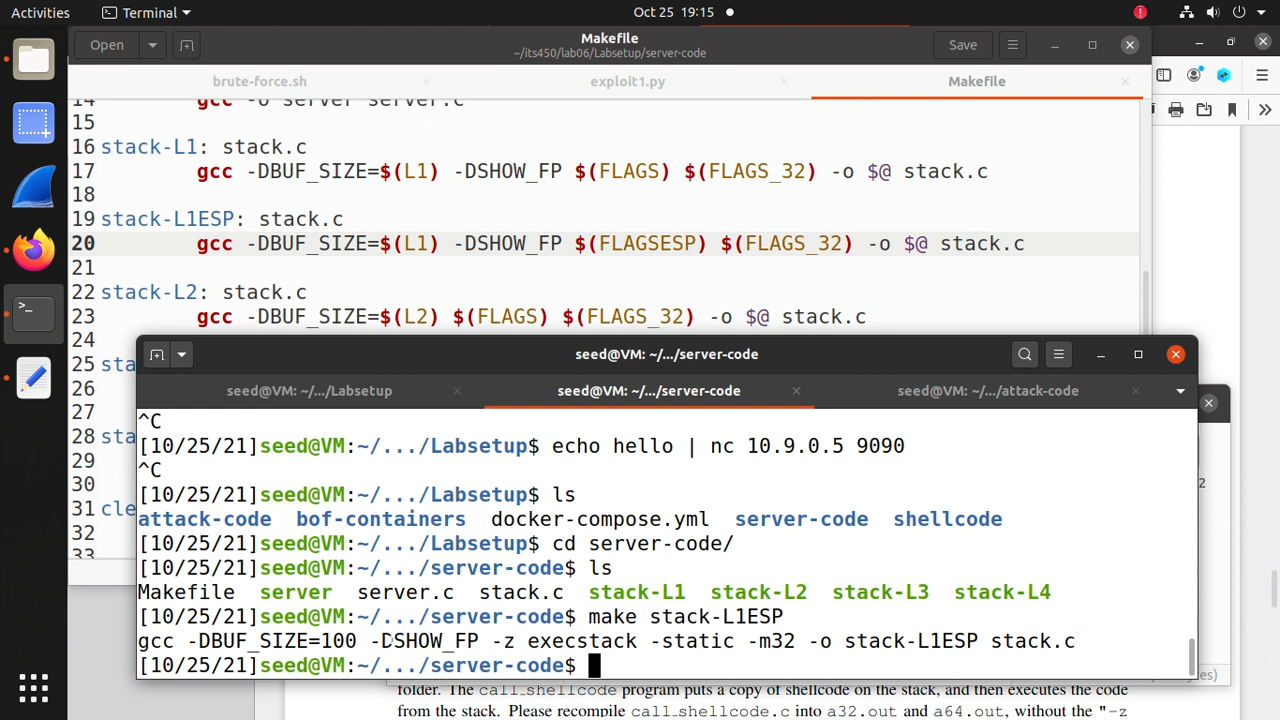 Activities Terminal Oct 25 19:15
Open Makefile Save
~/its450/lab06/Labsetup/server-code
brute-force.sh exploit1.py Makefile
14 gcc -o server server.c
15
16 stack-L1: stack.c
17 gcc -DBUF_SIZE=$(L1) -DSHOW_FP $(FLAGS) $(FLAGS_32) -o $@ stack.c
18
19 stack-L1ESP: stack.c
20 gcc -DBUF_SIZE=$(L1) -DSHOW_FP $(FLAGSESP) $(FLAGS_32) -o $@ stack.c
21
22 stack-L2: stack.c
23 gcc -DBUF_SIZE=$(L2) $(FLAGS) $(FLAGS_32) -o $@ stack.c
24
25 sta
26
27
28 sta
29
30
31 cle
32
33
seed@VM: ~/.../server-code
seed@VM: ~/.../Labsetup seed@VM: ~/.../server-code seed@VM: ~/.../attack-code
^C
[10/25/21]seed@VM:~/.../Labsetup$ echo hello | nc 10.9.0.5 9090
^C
[10/25/21]seed@VM:~/.../Labsetup$ ls
attack-code bof-containers docker-compose.yml server-code shellcode
[10/25/21]seed@VM:~/.../Labsetup$ cd server-code/
[10/25/21]seed@VM:~/.../server-code$ ls
Makefile server server.c stack.c stack-L1 stack-L2 stack-L3 stack-L4
[10/25/21]seed@VM:~/.../server-code$ make stack-L1ESP
gcc -DBUF_SIZE=100 -DSHOW_FP -z execstack -static -m32 -o stack-L1ESP stack.c
[10/25/21]seed@VM:~/.../server-code$
2
folder. The call_shellcode program puts a copy of shellcode on the stack, and then executes the code
from the stack. Please recompile call_shellcode.c into a32.out and a64.out, without the "-z